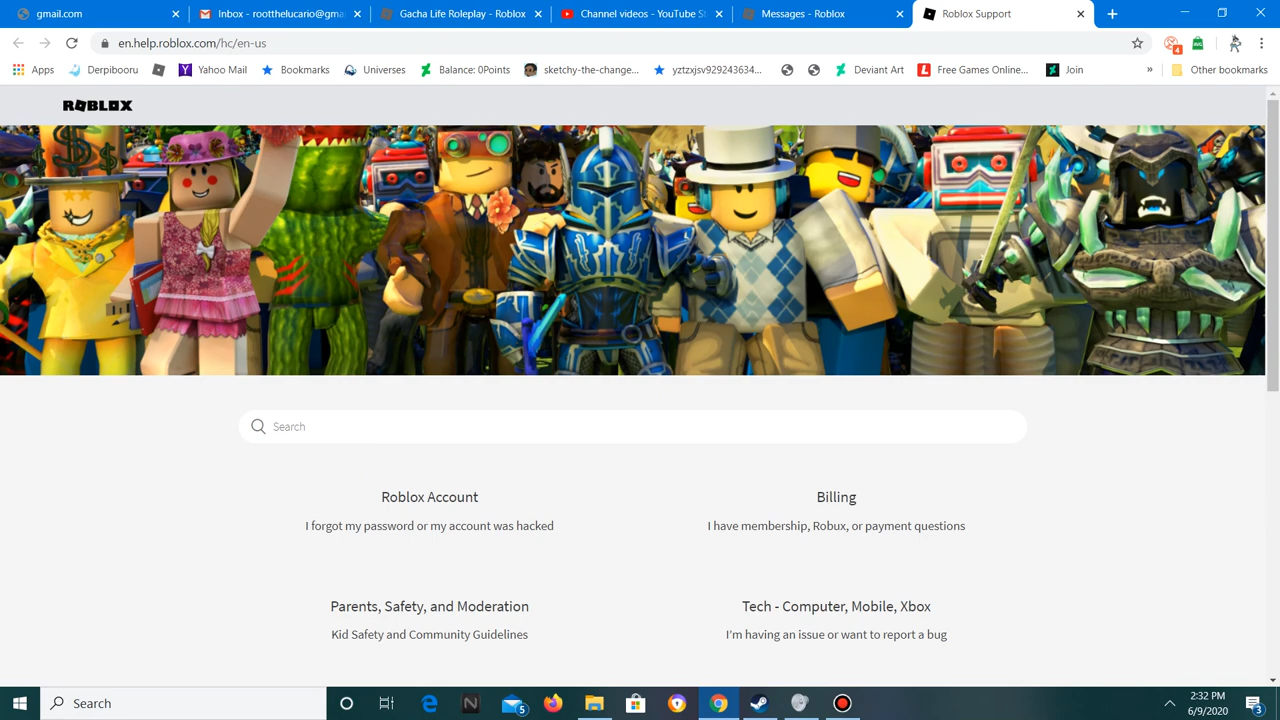 gmail.com
Inbox - rootthelucario@gma
Gacha Life Roleplay - Roblox
Channel videos - YouTube St
Messages - Roblox
Roblox Support
en.help.roblox.com/hc/en-us
4
Apps
Derpibooru
Yahoo Mail
Bookmarks
Universes
Balance: 0Points
sketchy-the-change...
yztzxjsv929243634...
Deviant Art
Free Games Online...
Join
»
Other bookmarks
ROBLOX
Search
Roblox Account
Billing
I forgot my password or my account was hacked
I have membership, Robux, or payment questions
Parents, Safety, and Moderation
Tech - Computer, Mobile, Xbox
Kid Safety and Community Guidelines
I'm having an issue or want to report a bug
Search
5
2:32 PM
6/9/2020
3